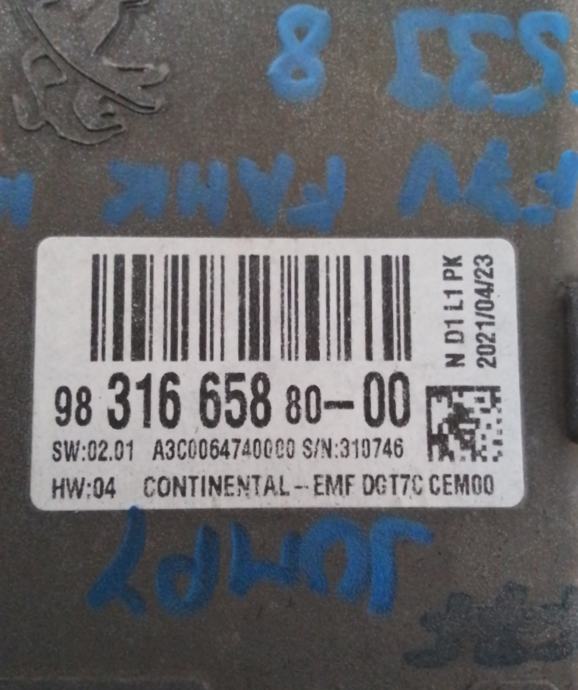 N D1 L1 PK
2021/04/23
98 316 658 80-00
SW:02.01 A3C0064740000 S/N:310746
HW:04 CONTINENTAL--EMF DGT7C CEM00
JUMPY